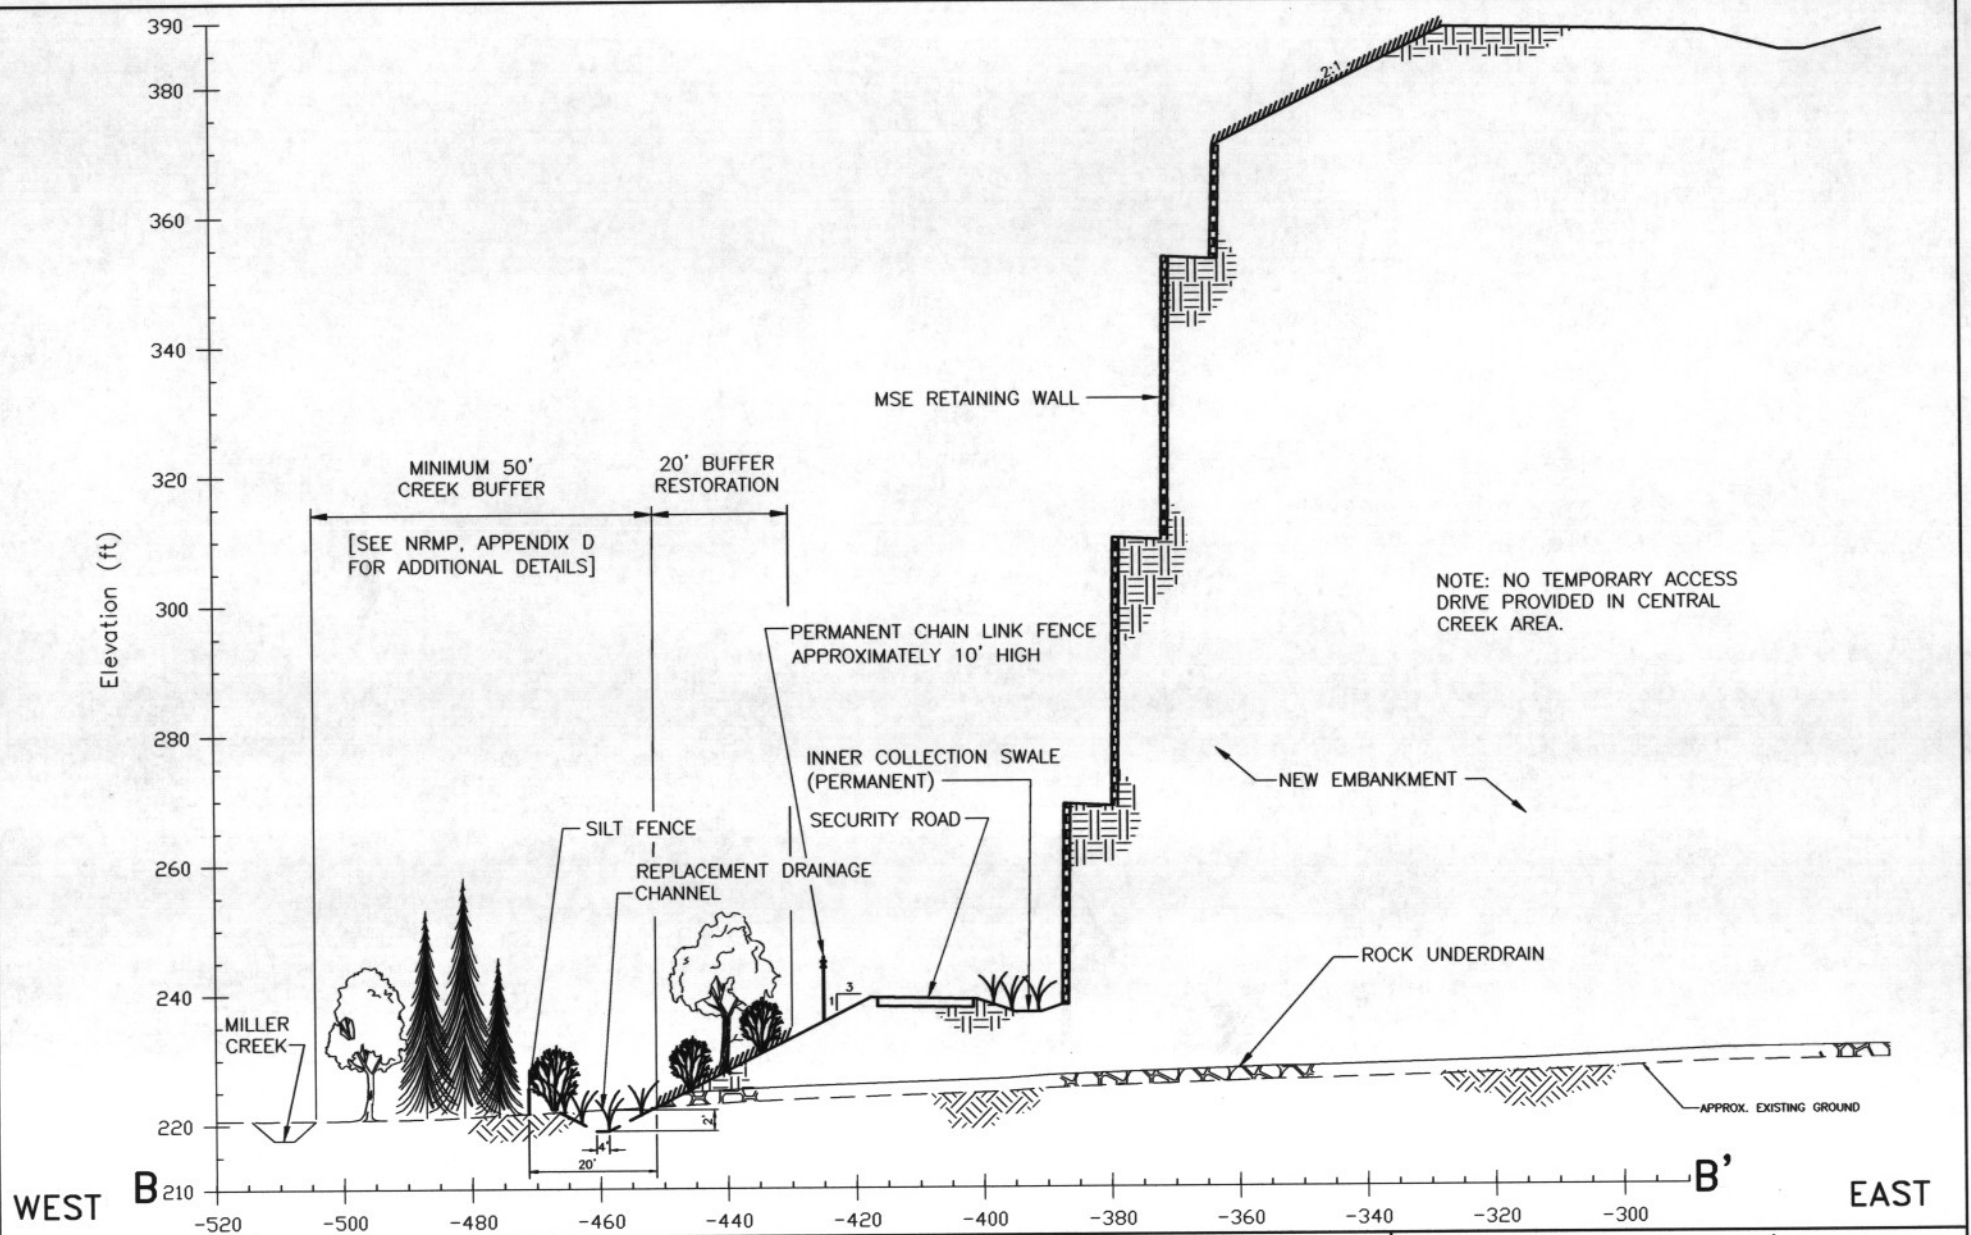 390
380
360
340
320
300
280
260
240
220
210
Elevation (ft)
2:1
MSE RETAINING WALL
MINIMUM 50'
CREEK BUFFER
20' BUFFER
RESTORATION
[SEE NRMP, APPENDIX D
FOR ADDITIONAL DETAILS]
NOTE: NO TEMPORARY ACCESS
DRIVE PROVIDED IN CENTRAL
CREEK AREA.
PERMANENT CHAIN LINK FENCE
APPROXIMATELY 10' HIGH
INNER COLLECTION SWALE
(PERMANENT)
NEW EMBANKMENT
SECURITY ROAD
SILT FENCE
REPLACEMENT DRAINAGE
CHANNEL
ROCK UNDERDRAIN
1
3
MILLER
CREEK
APPROX. EXISTING GROUND
2'
4'
20'
WEST
B
B'
EAST
-520
-500
-480
-460
-440
-420
-400
-380
-360
-340
-320
-300